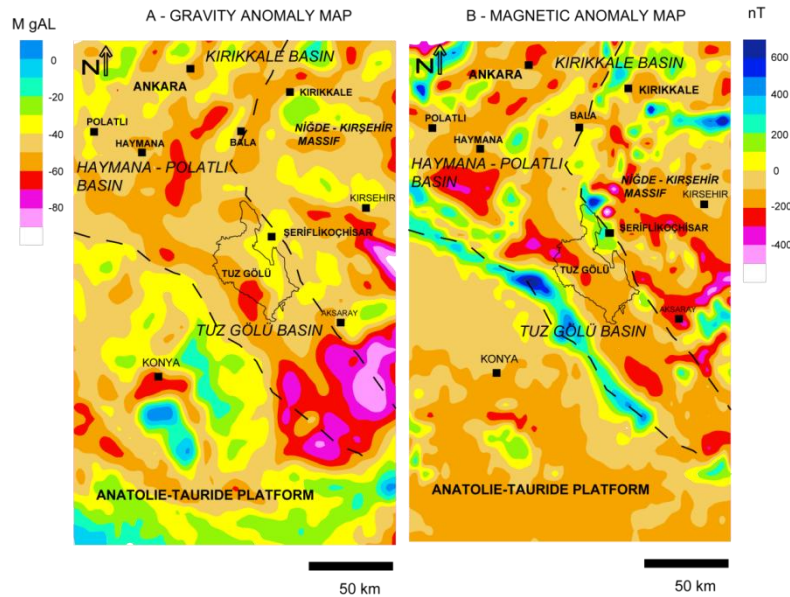 A - GRAVITY ANOMALY MAP
B - MAGNETIC ANOMALY MAP
M gAL
0
-20
-40
-60
-80
N
KIRIKKALE BASIN
ANKARA
KIRIKKALE
POLATLI
HAYMANA
BALA
NİĞDE - KIRŞEHİR
MASSIF
HAYMANA - POLATLI
BASIN
KIRSEHIR
ŞERİFLİKOÇHİSAR
TUZ GÖLÜ
TUZ GÖLÜ BASIN
AKSARAY
KONYA
ANATOLIE-TAURIDE PLATFORM
50 km
N
KIRIKKALE BASIN
ANKARA
KIRIKKALE
POLATLI
HAYMANA
BALA
HAYMANA - POLATLI
BASIN
NİĞDE - KIRŞEHİR
MASSIF
KIRSEHIR
ŞERİFLİKOÇHİSAR
TUZ GÖLÜ
AKSARAY
TUZ GÖLÜ BASIN
KONYA
ANATOLIE-TAURIDE PLATFORM
50 km
nT
600
400
200
0
-200
-400